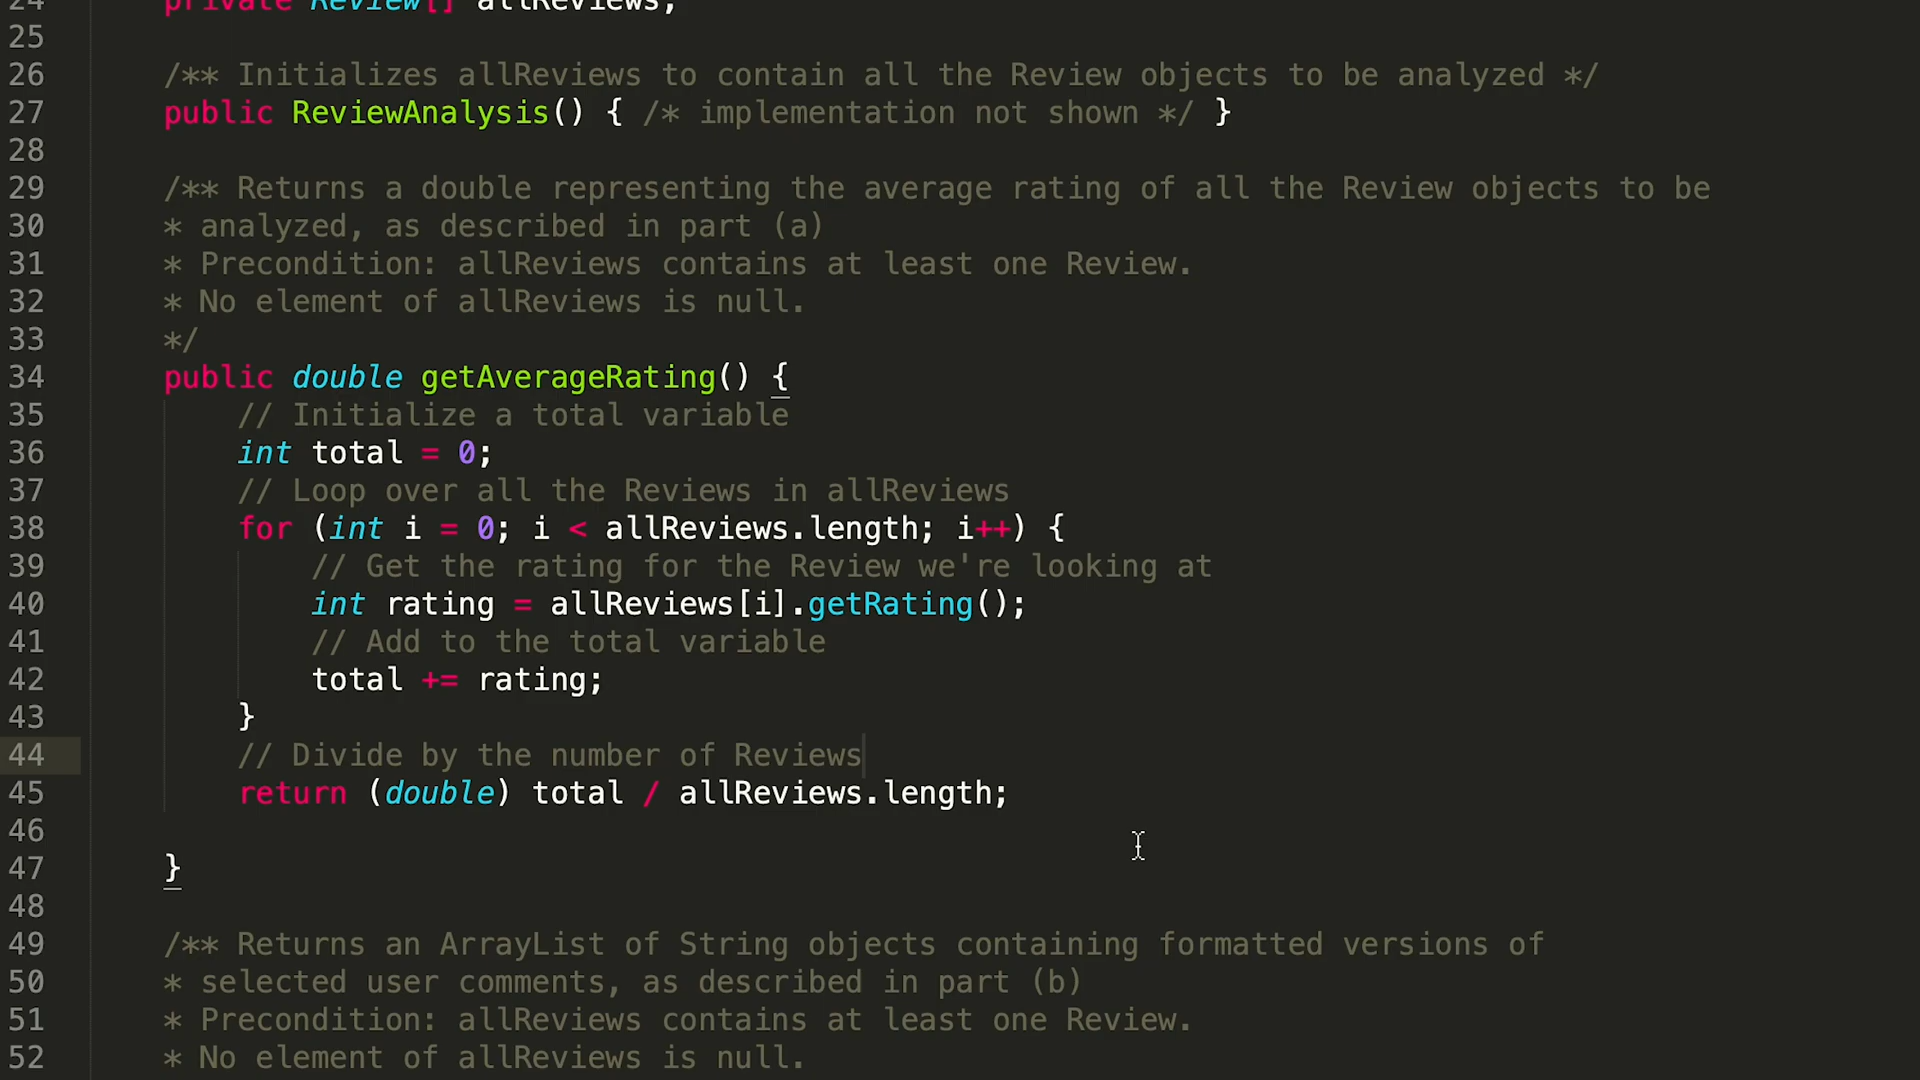 24 private Review[] allReviews;
25
26 /** Initializes allReviews to contain all the Review objects to be analyzed */
27 public ReviewAnalysis() { /* implementation not shown */ }
28
29 /** Returns a double representing the average rating of all the Review objects to be
30 * analyzed, as described in part (a)
31 * Precondition: allReviews contains at least one Review.
32 * No element of allReviews is null.
33 */
34 public double getAverageRating() {
35 // Initialize a total variable
36 int total = 0;
37 // Loop over all the Reviews in allReviews
38 for (int i = 0; i < allReviews.length; i++) {
39 // Get the rating for the Review we're looking at
40 int rating = allReviews[i].getRating();
41 // Add to the total variable
42 total += rating;
43 }
44 // Divide by the number of Reviews
45 return (double) total / allReviews.length;
46
47 }
48
49 /** Returns an ArrayList of String objects containing formatted versions of
50 * selected user comments, as described in part (b)
51 * Precondition: allReviews contains at least one Review.
52 * No element of allReviews is null.